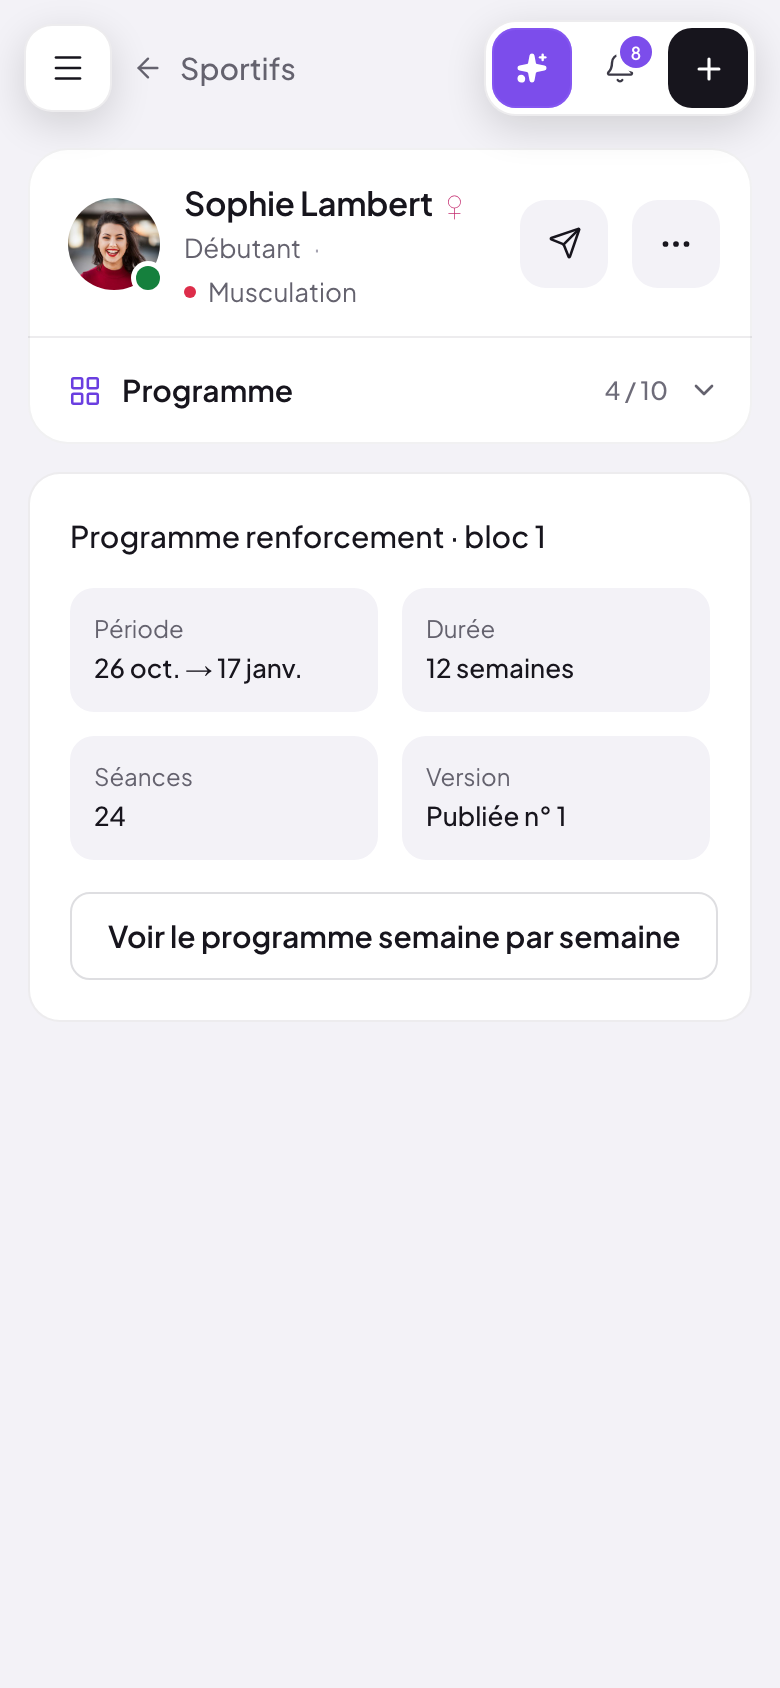 Sportifs
8
Sophie Lambert ♀
Débutant ·
Musculation
Programme
4 / 10
Programme renforcement · bloc 1
Période
26 oct. → 17 janv.
Durée
12 semaines
Séances
24
Version
Publiée n° 1
Voir le programme semaine par semaine